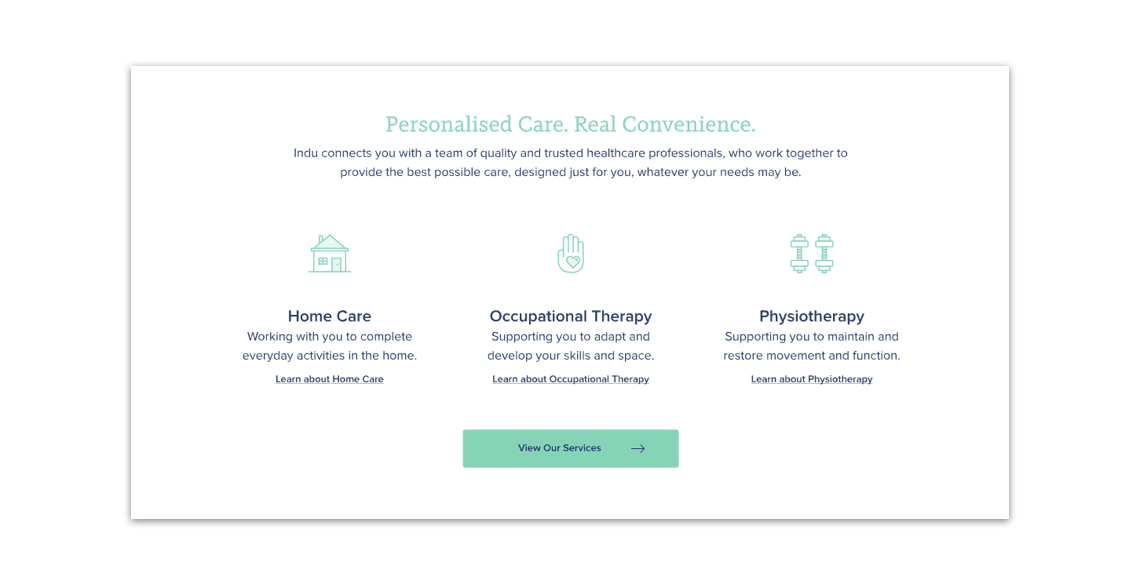 Personalised Care. Real Convenience.
Indu connects you with a team of quality and trusted healthcare professionals, who work together to
provide the best possible care, designed just for you, whatever your needs may be.
Home Care
Working with you to complete
everyday activities in the home.
Learn about Home Care
Occupational Therapy
Supporting you to adapt and
develop your skills and space.
Learn about Occupational Therapy
Physiotherapy
Supporting you to maintain and
restore movement and function.
Learn about Physiotherapy
View Our Services